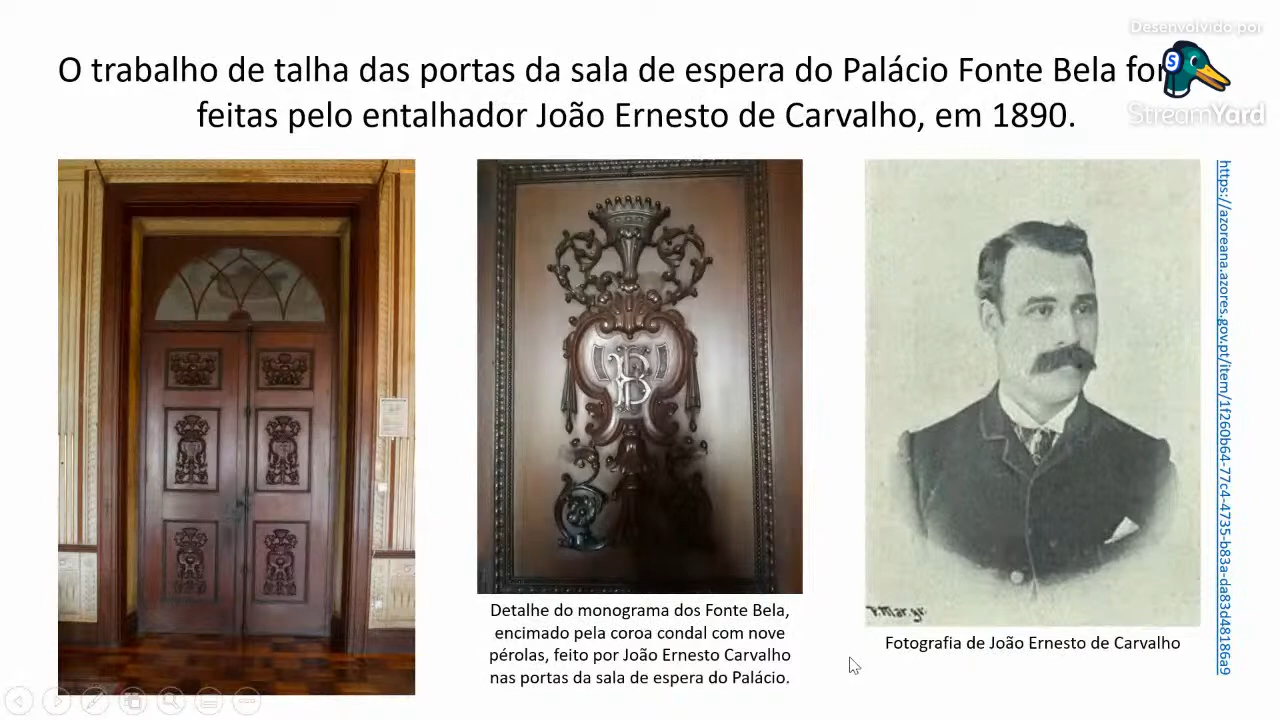 Desenvolvido por
StreamYard
O trabalho de talha das portas da sala de espera do Palácio Fonte Bela
feitas pelo entalhador João Ernesto de Carvalho, em 1890.
Detalhe do monograma dos Fonte Bela,
encimado pela coroa condal com nove
pérolas, feito por João Ernesto Carvalho
nas portas da sala de espera do Palácio.
Fotografia de João Ernesto de Carvalho
https://azoreana.azores.gov.pt/item/1f260b64-77c4-4735-b83a-da83d48186a9